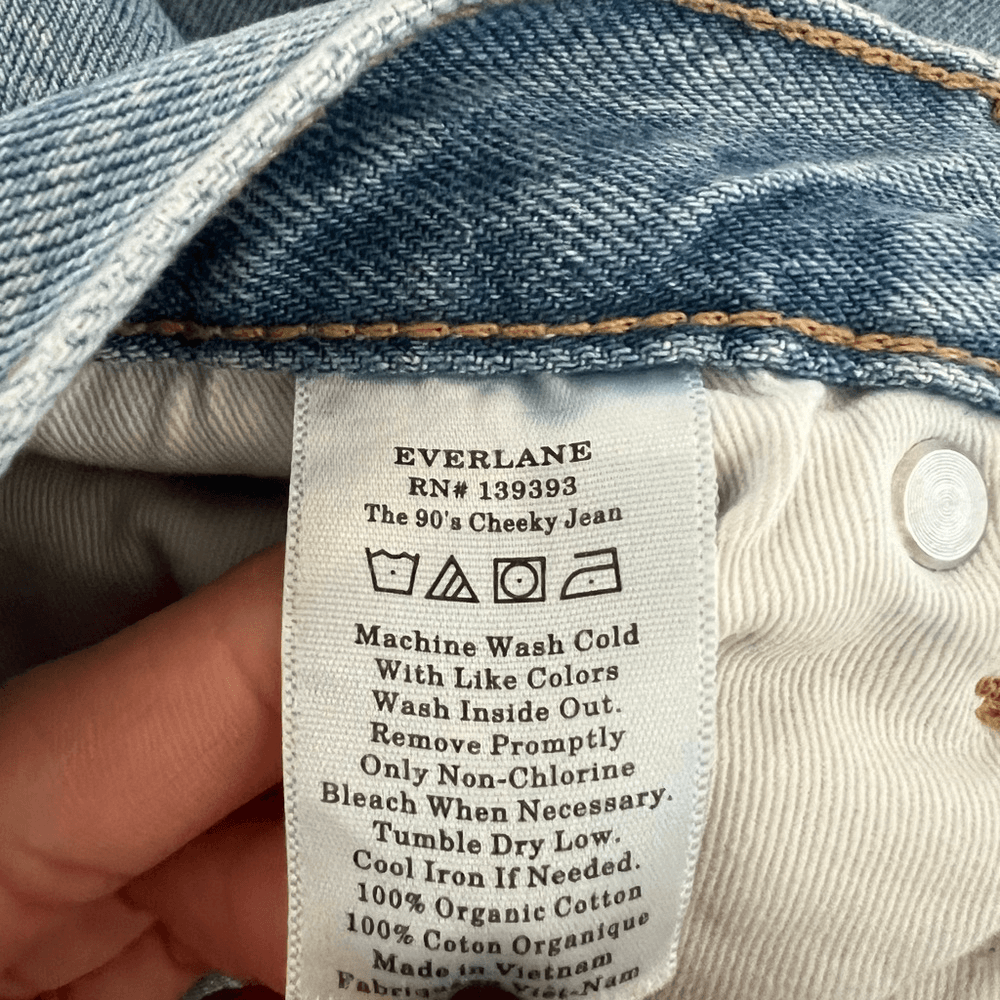 EVERLANE
RN# 139393
The 90's Cheeky Jean
Machine Wash Cold
With Like Colors
Wash Inside Out.
Remove Promptly
Only Non-Chlorine
Bleach When Necessary.
Tumble Dry Low.
Cool Iron If Needed.
100% Organic Cotton
100% Coton Organique
Made in Vietnam
Viet-Nam